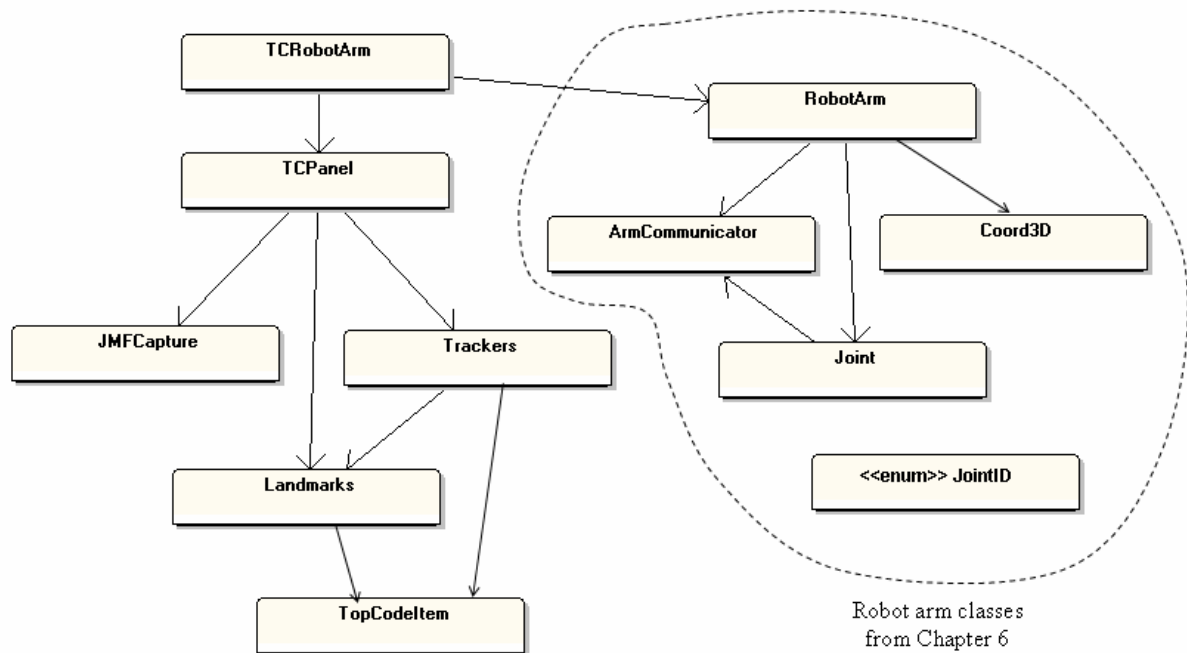 TCRobotArm
RobotArm
TCPanel
ArmCommunicator
Coord3D
JMFCapture
Trackers
Joint
Landmarks
<<enum>> JointID
TopCodeItem
Robot arm classes
from Chapter 6